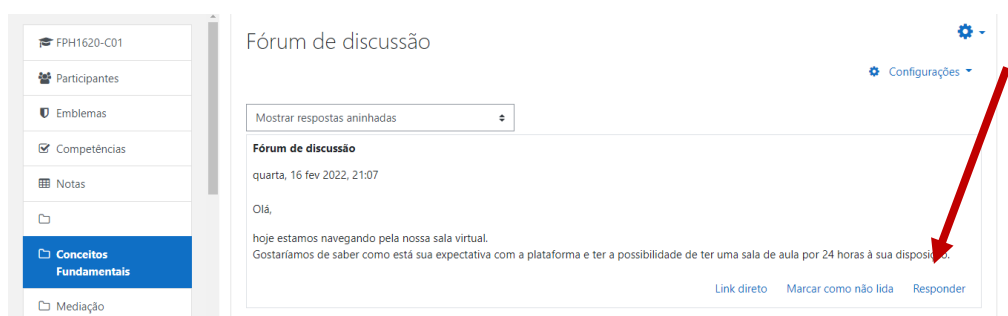 FPH1620-C01
Participantes
Emblemas
Competências
Notas
Conceitos
Fundamentais
Mediação
Fórum de discussão
Configurações
Mostrar respostas aninhadas
Fórum de discussão
quarta, 16 fev 2022, 21:07
Olá,
hoje estamos navegando pela nossa sala virtual.
Gostaríamos de saber como está sua expectativa com a plataforma e ter a possibilidade de ter uma sala de aula por 24 horas à sua disposição.
Link direto Marcar como não lida Responder